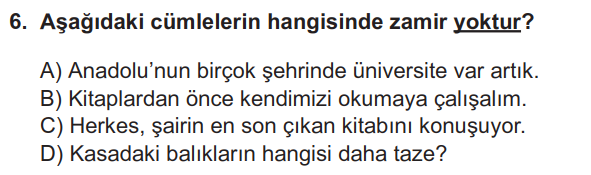 6. Aşağıdaki cümlelerin hangisinde zamir yoktur?
A) Anadolu’nun birçok şehrinde üniversite var artık.
B) Kitaplardan önce kendimizi okumaya çalışalım.
C) Herkes, şairin en son çıkan kitabını konuşuyor.
D) Kasadaki balıkların hangisi daha taze?